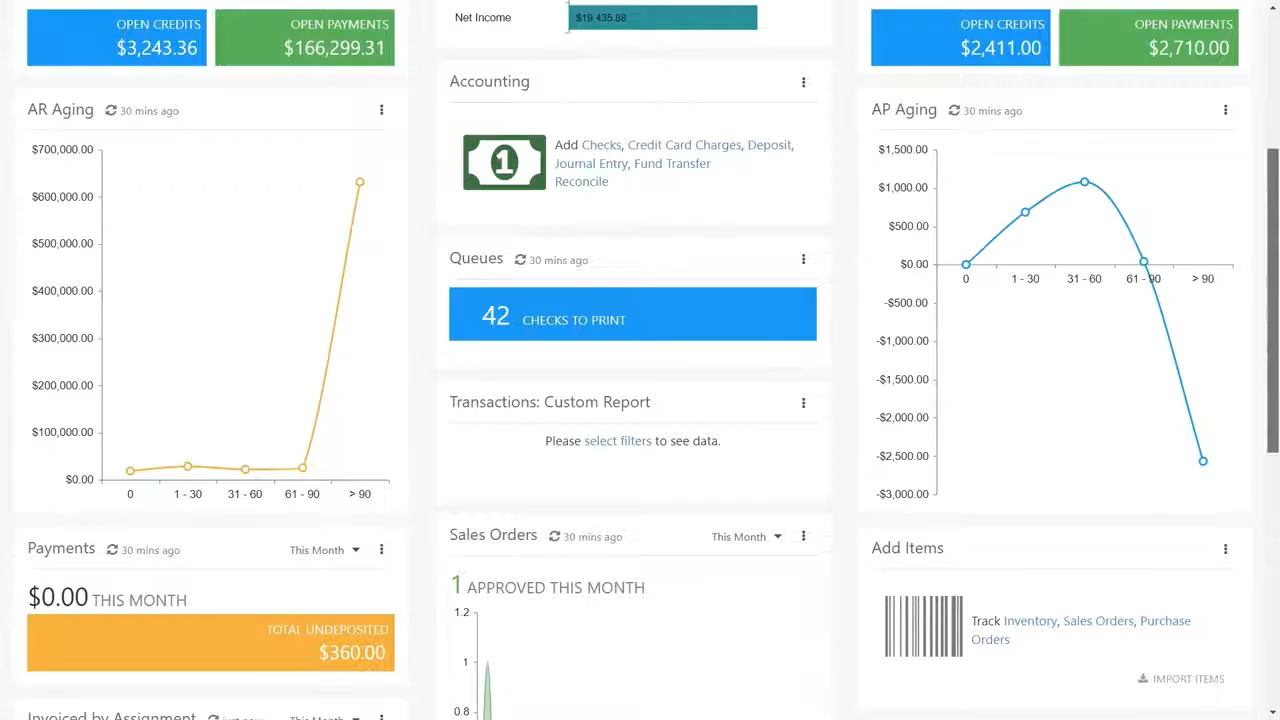 OPEN CREDITS
$3,243.36
OPEN PAYMENTS
$166,299.31
AR Aging 30 mins ago
$700,000.00
$600,000.00
$500,000.00
$400,000.00
$300,000.00
$200,000.00
$100,000.00
$0.00
0 1 - 30 31 - 60 61 - 90 > 90
Payments 30 mins ago This Month
$0.00 THIS MONTH
TOTAL UNDEPOSITED
$360.00
Invoiced by Assignment just now This Month
Net Income $19,435.88
Accounting
Add Checks, Credit Card Charges, Deposit,
Journal Entry, Fund Transfer
Reconcile
1
Queues 30 mins ago
42 CHECKS TO PRINT
Transactions: Custom Report
Please select filters to see data.
Sales Orders 30 mins ago This Month
1 APPROVED THIS MONTH
1.2
1
0.8
OPEN CREDITS
$2,411.00
OPEN PAYMENTS
$2,710.00
AP Aging 30 mins ago
$1,500.00
$1,000.00
$500.00
$0.00
0 1 - 30 31 - 60 61 - 90 > 90
-$500.00
-$1,000.00
-$1,500.00
-$2,000.00
-$2,500.00
-$3,000.00
Add Items
Track Inventory, Sales Orders, Purchase
Orders
IMPORT ITEMS